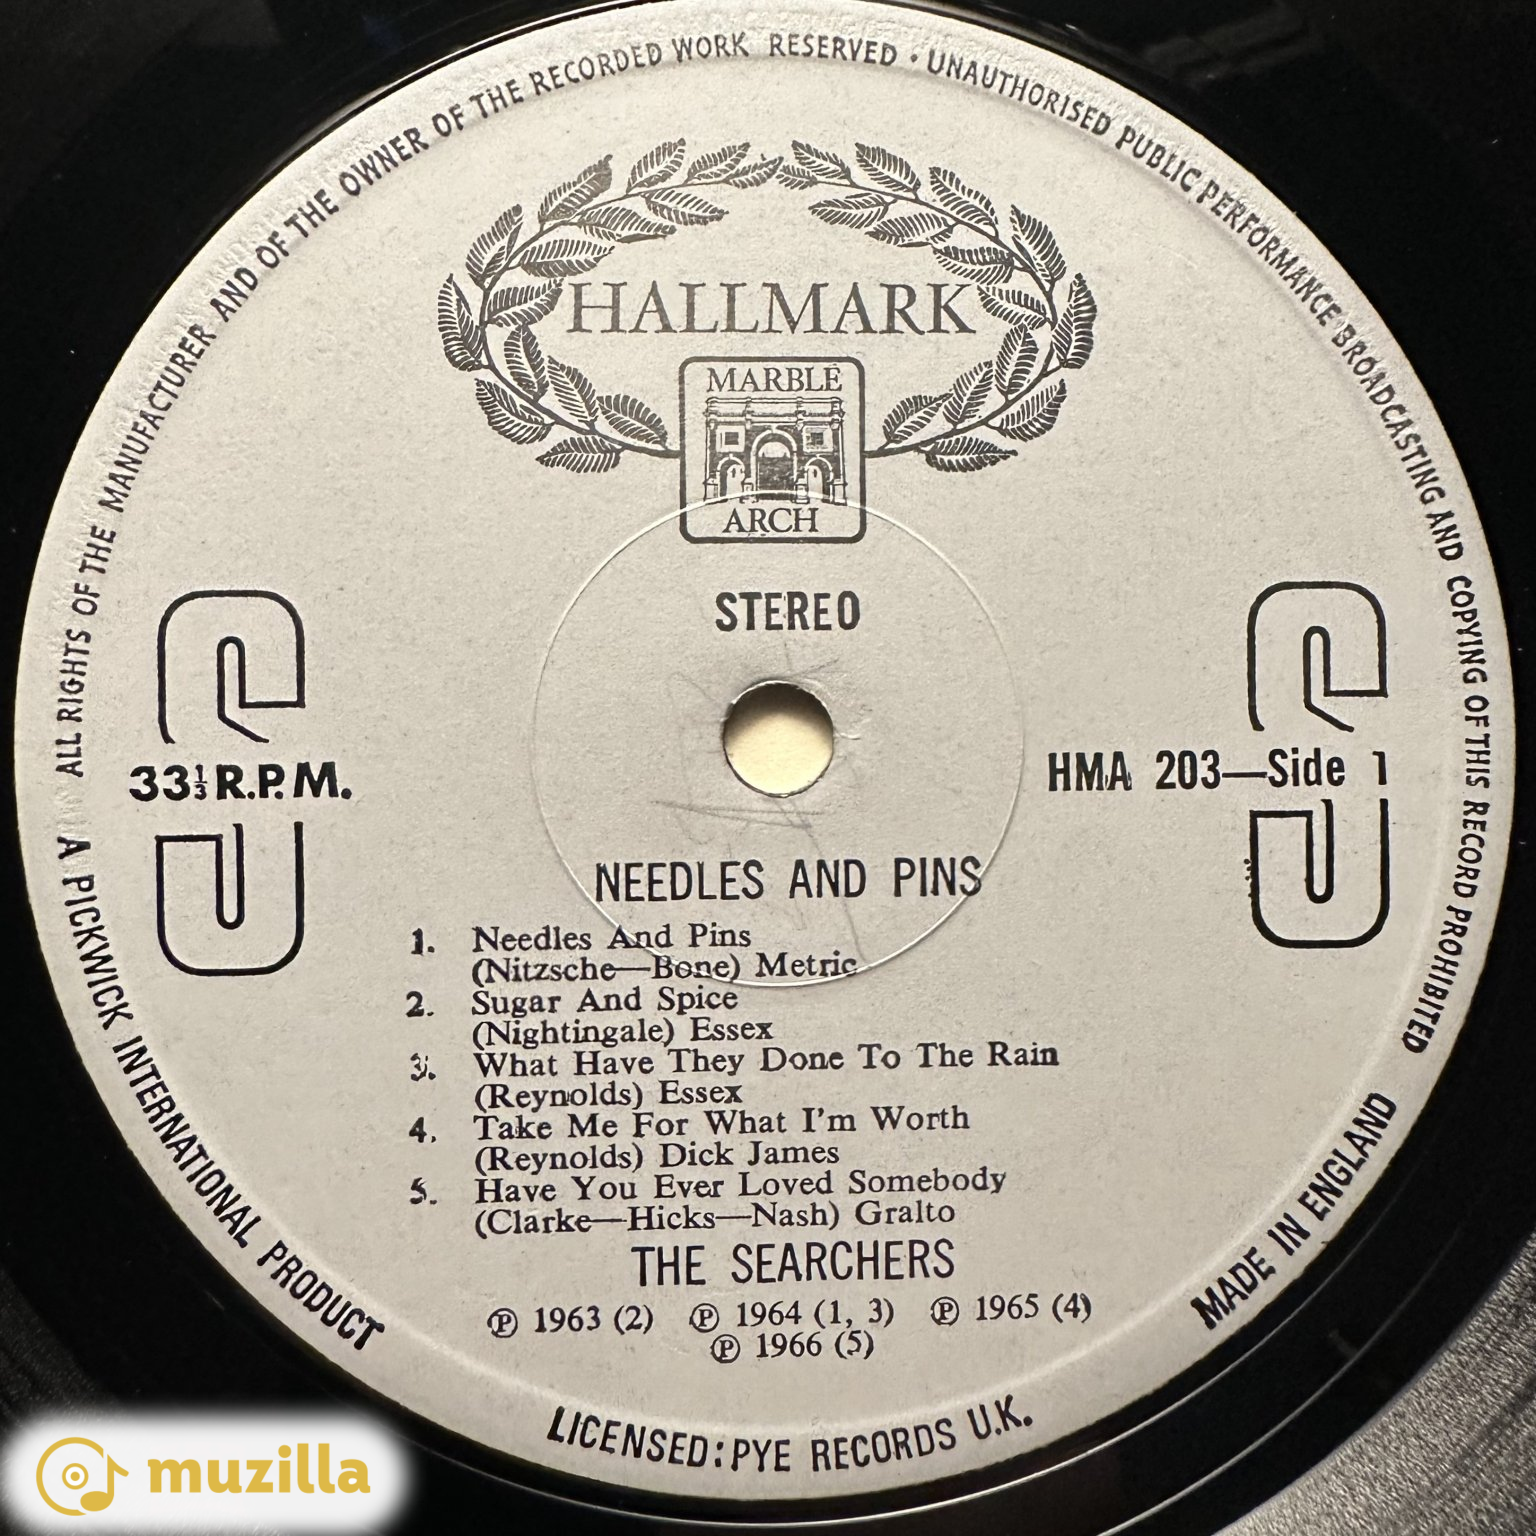 ALL RIGHTS OF THE MANUFACTURER AND OF THE OWNER OF THE RECORDED WORK RESERVED • UNAUTHORISED PUBLIC PERFORMANCE BROADCASTING AND COPYING OF THIS RECORD PROHIBITED
HALLMARK
MARBLE
ARCH
STEREO
33⅓ R.P.M.
HMA 203—Side 1
NEEDLES AND PINS
1. Needles And Pins
(Nitzsche—Bone) Metric
2. Sugar And Spice
(Nightingale) Essex
3. What Have They Done To The Rain
(Reynolds) Essex
4. Take Me For What I'm Worth
(Reynolds) Dick James
5. Have You Ever Loved Somebody
(Clarke—Hicks—Nash) Gralto
THE SEARCHERS
℗ 1963 (2) ℗ 1964 (1, 3) ℗ 1965 (4)
℗ 1966 (5)
A PICKWICK INTERNATIONAL PRODUCT
LICENSED: PYE RECORDS U.K.
MADE IN ENGLAND
muzilla